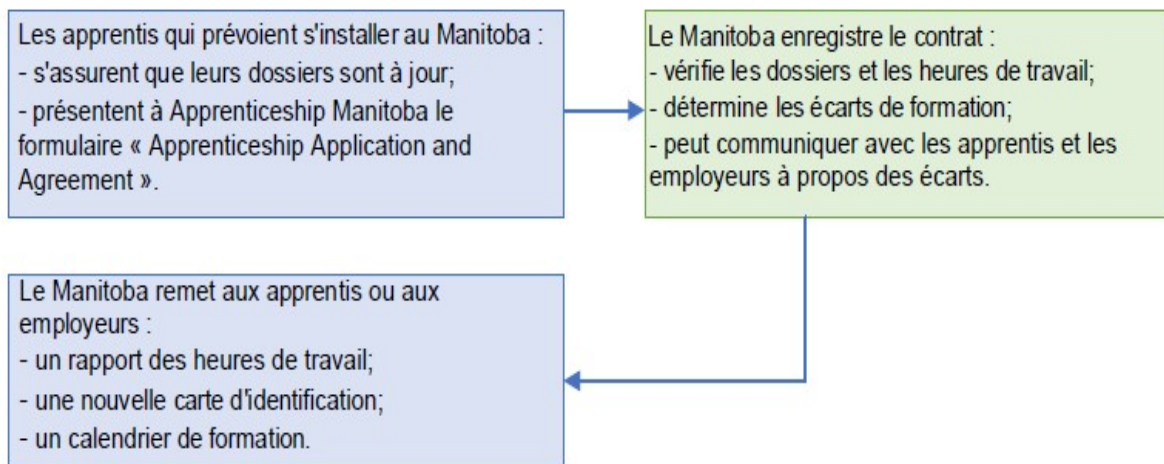 Les apprentis qui prévoient s'installer au Manitoba :
- s'assurent que leurs dossiers sont à jour;
- présentent à Apprenticeship Manitoba le
formulaire « Apprenticeship Application and
Agreement ».
Le Manitoba enregistre le contrat :
- vérifie les dossiers et les heures de travail;
- détermine les écarts de formation;
- peut communiquer avec les apprentis et les
employeurs à propos des écarts.
Le Manitoba remet aux apprentis ou aux
employeurs :
- un rapport des heures de travail;
- une nouvelle carte d'identification;
- un calendrier de formation.